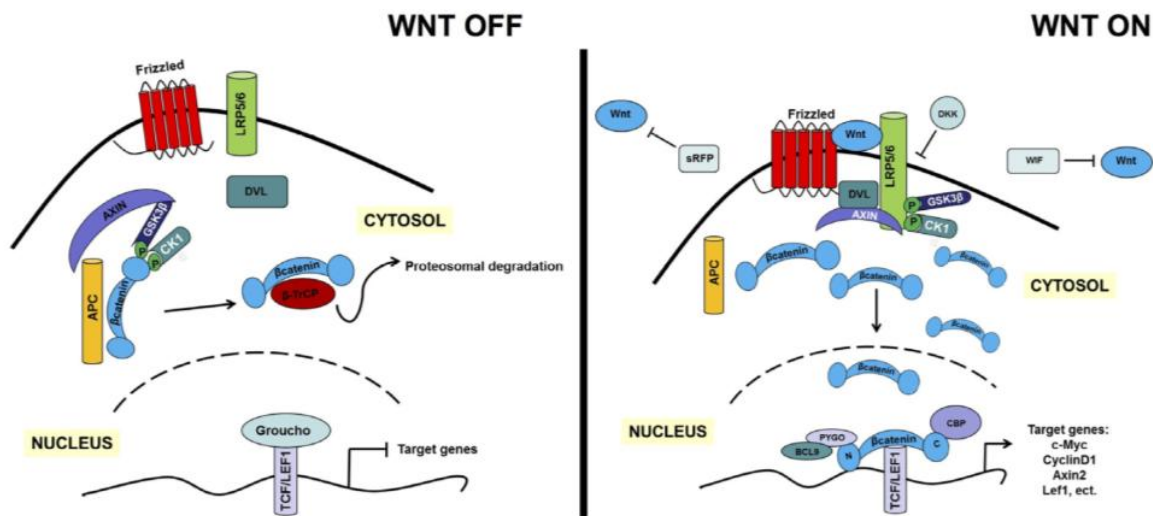 WNT OFF
Frizzled
LRP5/6
DVL
AXIN
GSK3β
P
P
CK1
CYTOSOL
APC
βcatenin
βcatenin
β-TrCP
Proteosomal degradation
NUCLEUS
Groucho
TCF/LEF1
Target genes
WNT ON
Wnt
sRFP
Frizzled
Wnt
LRP5/6
DKK
WIF
Wnt
DVL
AXIN
P
GSK3β
P
CK1
APC
βcatenin
βcatenin
βcatenin
CYTOSOL
βcatenin
βcatenin
NUCLEUS
BCL9
PYGO
N
βcatenin
C
CBP
TCF/LEF1
Target genes:
c-Myc
CyclinD1
Axin2
Lef1, ect.